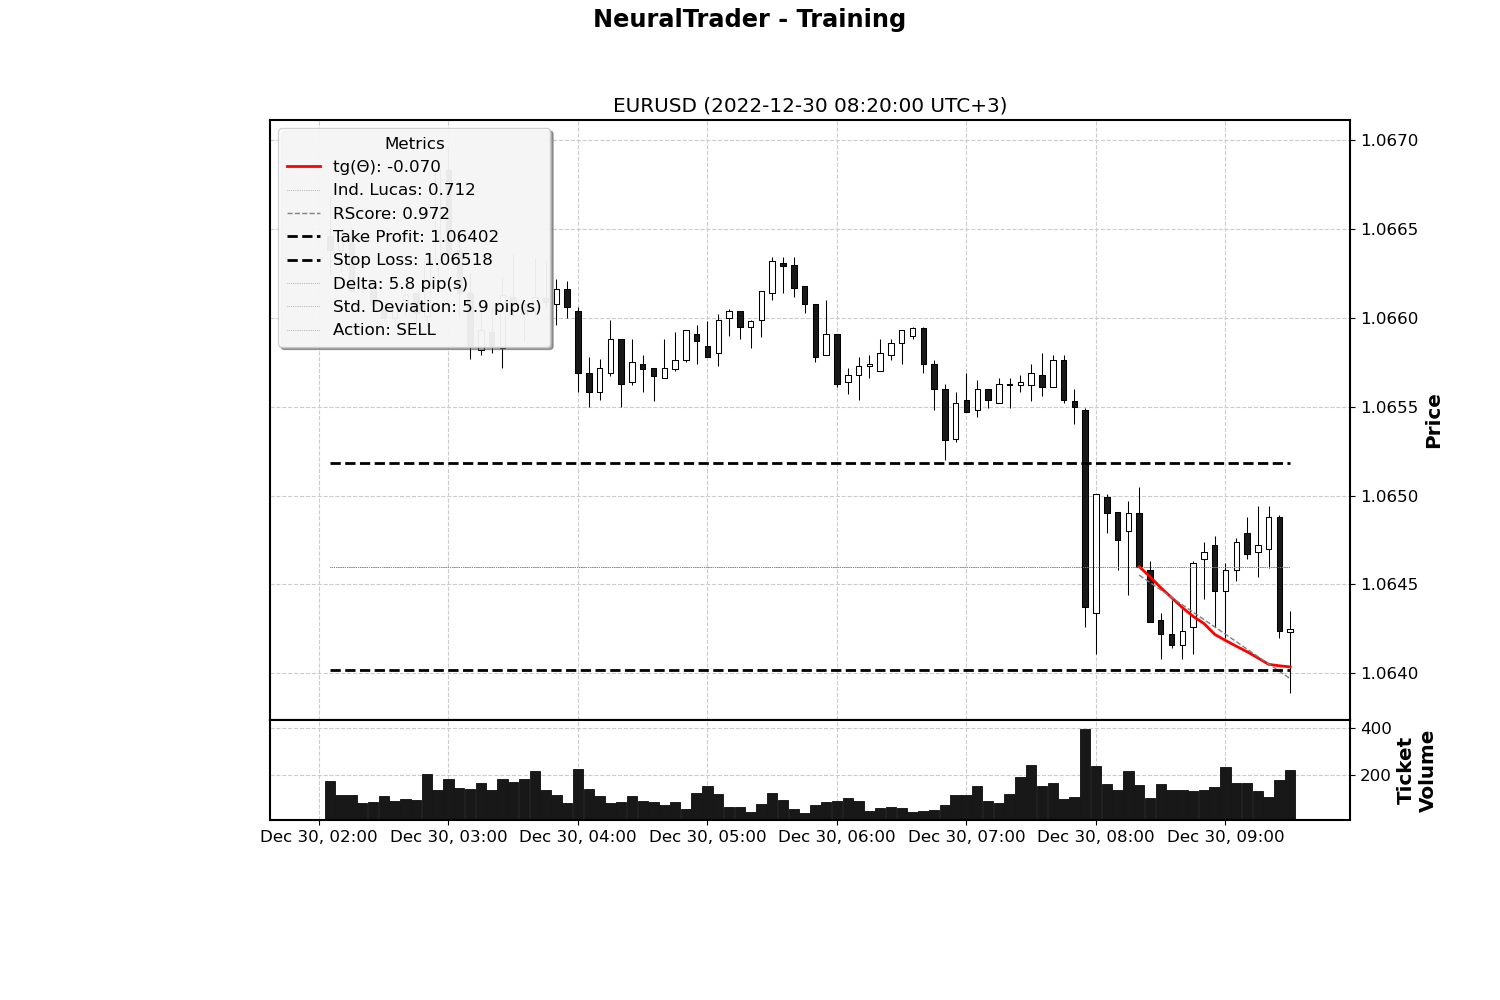 NeuralTrader - Training
EURUSD (2022-12-30 08:20:00 UTC+3)
Metrics
tg(Θ): -0.070
Ind. Lucas: 0.712
RScore: 0.972
Take Profit: 1.06402
Stop Loss: 1.06518
Delta: 5.8 pip(s)
Std. Deviation: 5.9 pip(s)
Action: SELL
1.0670
1.0665
1.0660
1.0655
1.0650
1.0645
1.0640
Price
400
200
Ticket
Volume
Dec 30, 02:00
Dec 30, 03:00
Dec 30, 04:00
Dec 30, 05:00
Dec 30, 06:00
Dec 30, 07:00
Dec 30, 08:00
Dec 30, 09:00